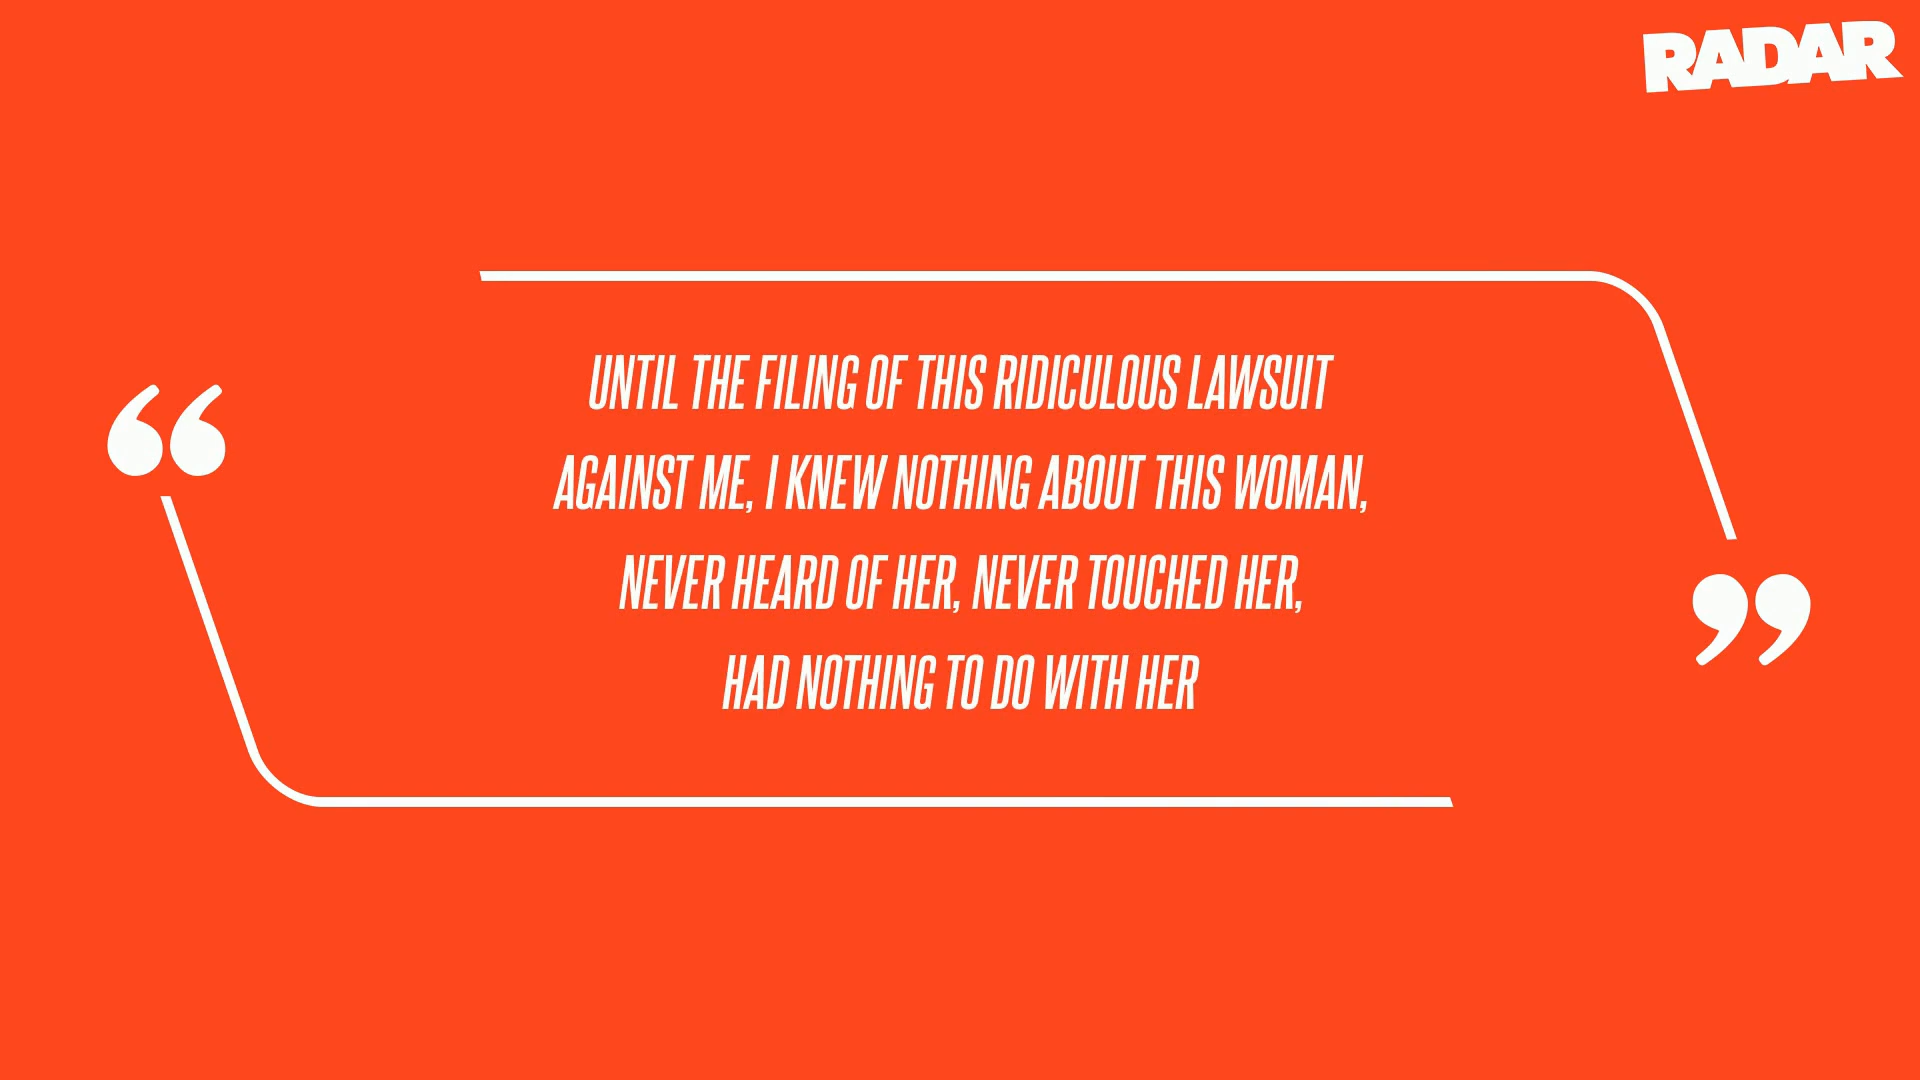 RADAR
UNTIL THE FILING OF THIS RIDICULOUS LAWSUIT
“
AGAINST ME, I KNEW NOTHING ABOUT THIS WOMAN,
NEVER HEARD OF HER, NEVER TOUCHED HER,
”
HAD NOTHING TO DO WITH HER